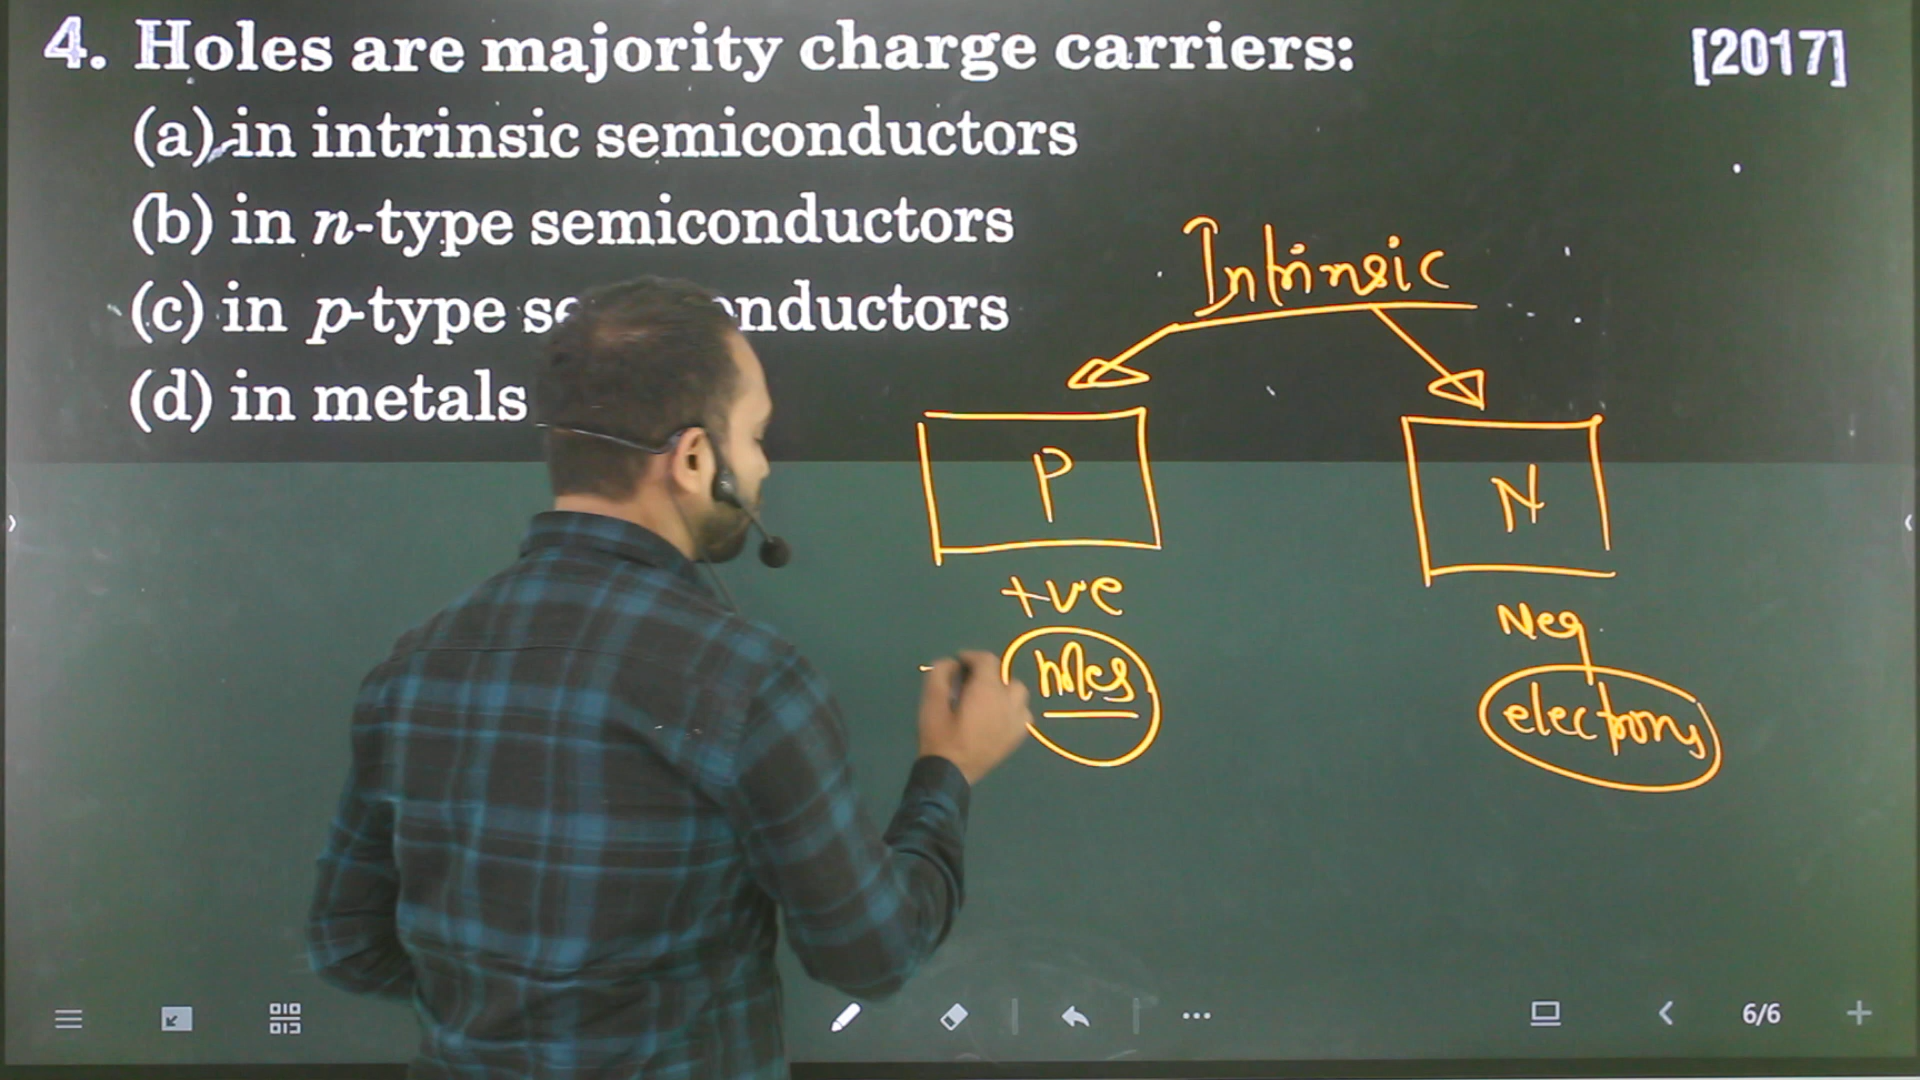 4. Holes are majority charge carriers: [2017]
(a) in intrinsic semiconductors
(b) in n-type semiconductors
(c) in p-type se nductors
(d) in metals
Intrinsic
P N
+ve Neg
holes electrons
6/6